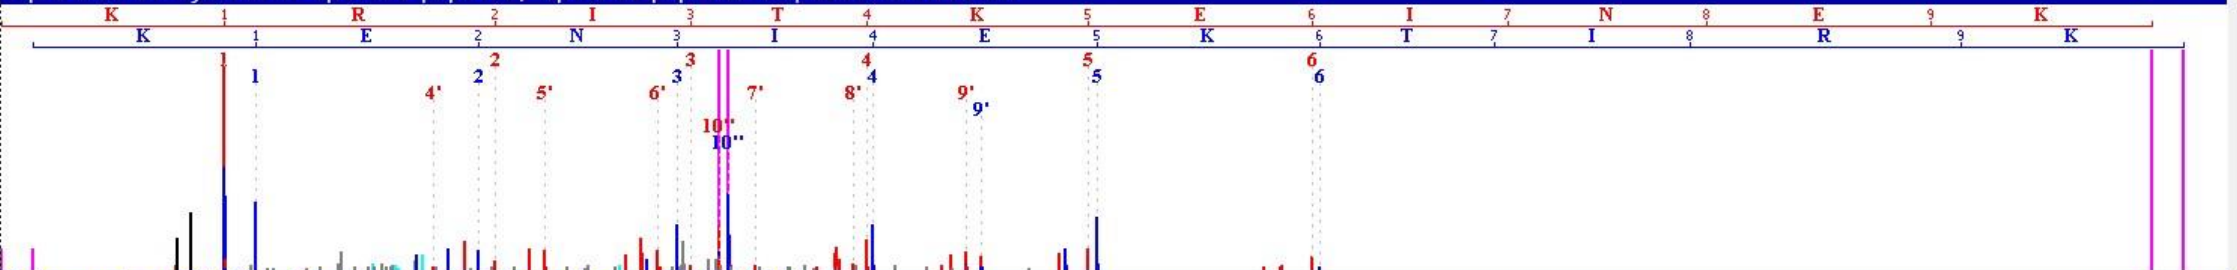 K 1 R 2 I 3 T 4 K 5 E 6 I 7 N 8 E 9 K
K 1 E 2 N 3 I 4 E 5 K 6 T 7 I 8 R 9 K
1 2 3 4 5 6
1 2 3 4 5 6
4' 5' 6' 7' 8' 9'
9'
10''
10''